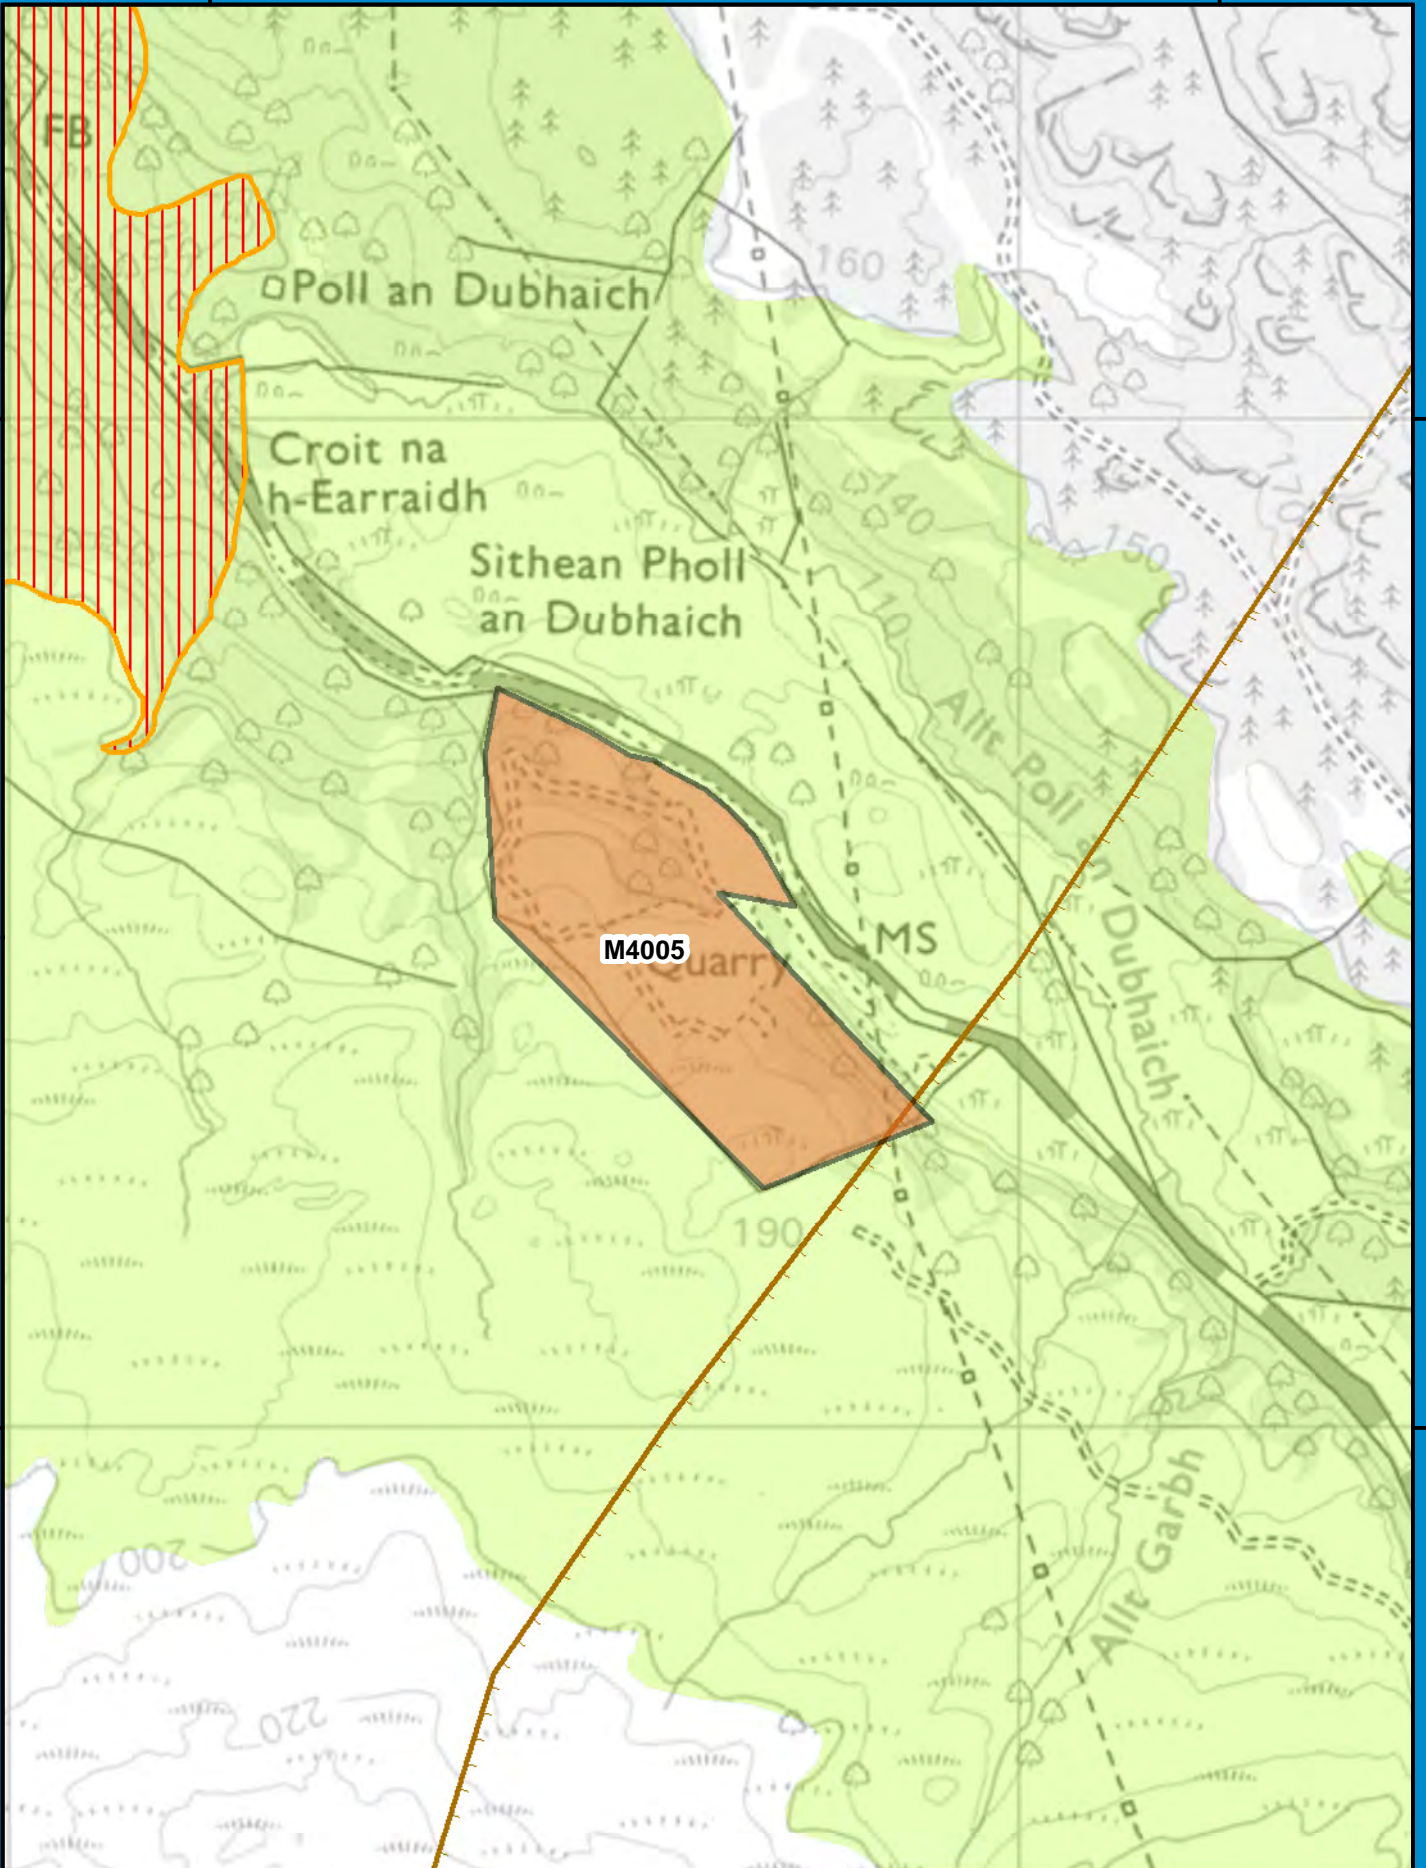 FB
160
Poll an Dubhaich
Croit na
h-Earraidh
140
170
150
Sithean Pholl
an Dubhaich
110
Allt Poll an Dubhaich
MS
M4005
Quarry
190
Allt Garbh
200
220